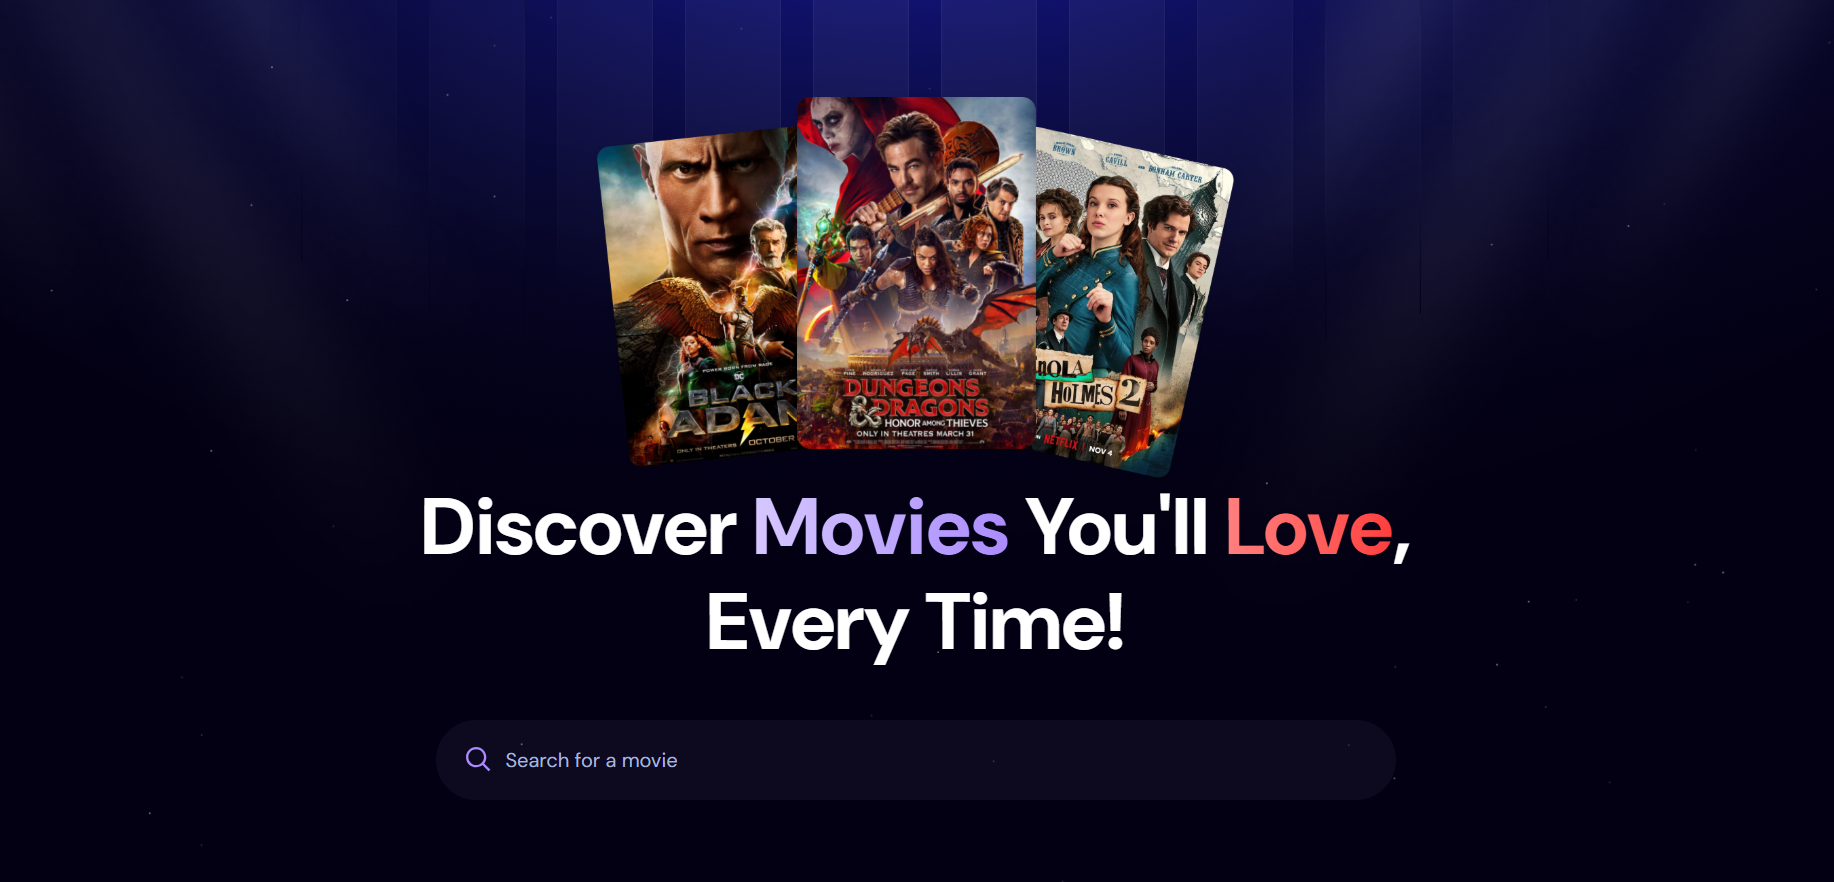 POWER BORN FROM RAGE
DC
BLACK
ADAM
ONLY IN THEATERS OCTOBER
PINE RODRIGUEZ PAGE SMITH LILLIS GRANT
DUNGEONS
& DRAGONS
HONOR AMONG THIEVES
ONLY IN THEATRES MARCH 31
BROWN CAVILL AND BONHAM CARTER
NOLA
HOLMES 2
NETFLIX NOV 4
Discover Movies You'll Love,
Every Time!
Search for a movie